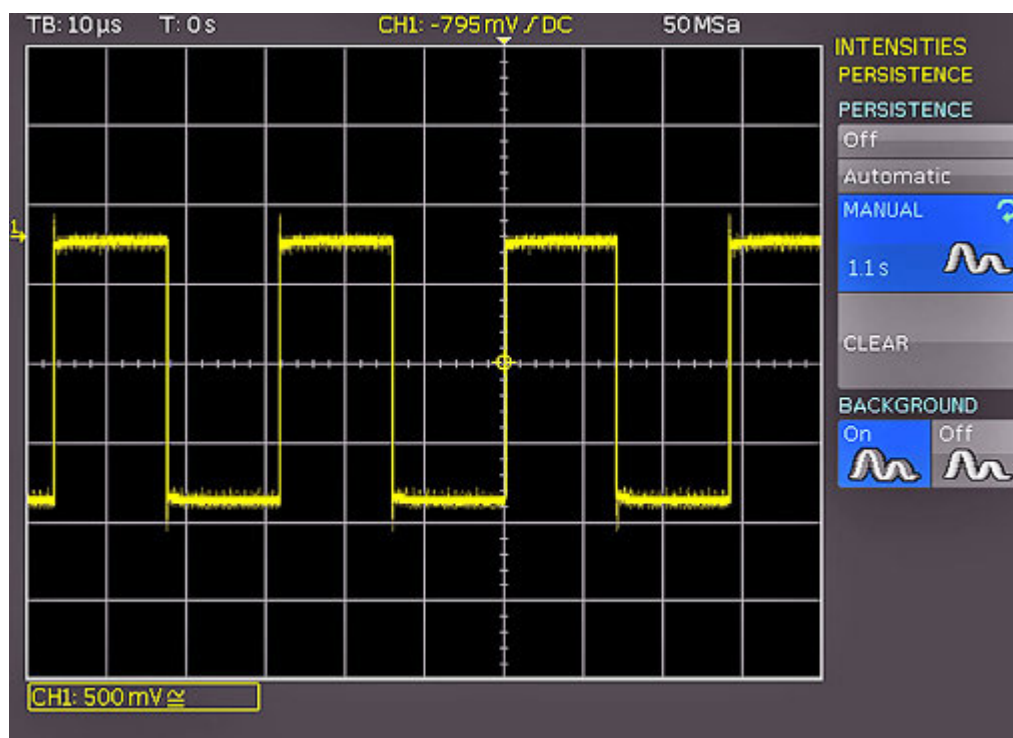 TB: 10 µs T: 0 s CH1: -795 mV / DC 50 MSa
INTENSITIES
PERSISTENCE
PERSISTENCE
Off
Automatic
MANUAL
1.1 s
CLEAR
BACKGROUND
On Off
1
CH1: 500 mV ≅